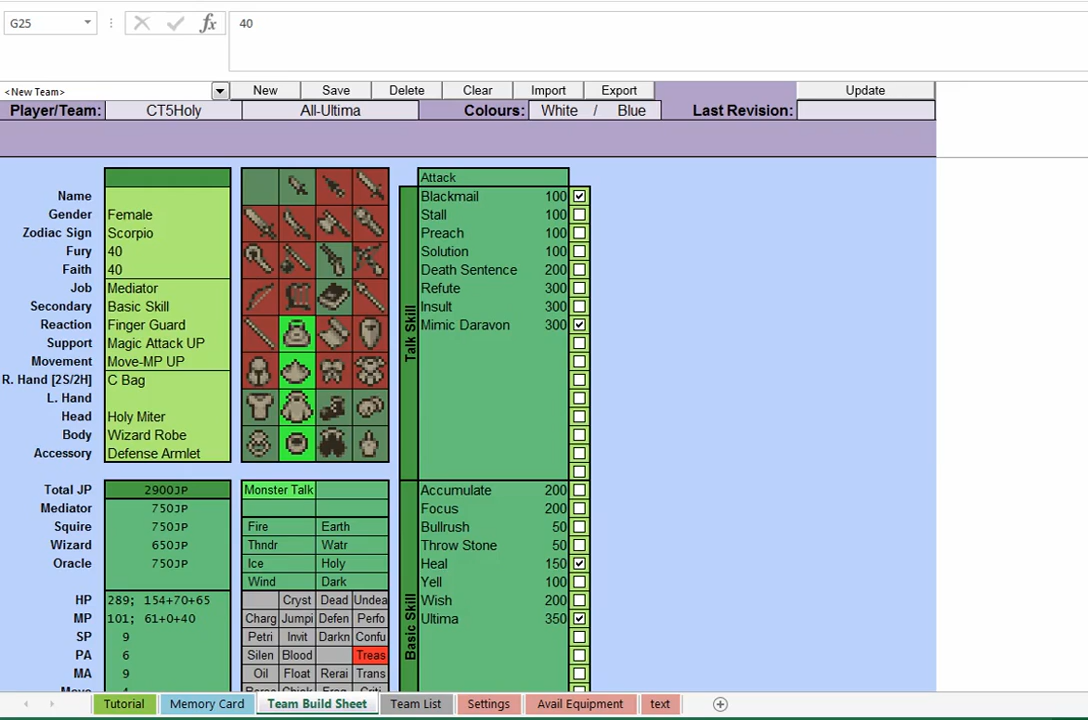 G25 fx 40
<New Team> New Save Delete Clear Import Export Update
Player/Team: CT5Holy All-Ultima Colours: White / Blue Last Revision:
Attack
Name Blackmail 100
Gender Female Stall 100
Zodiac Sign Scorpio Preach 100
Fury 40 Solution 100
Faith 40 Death Sentence 200
Job Mediator Refute 300
Secondary Basic Skill Insult 300
Reaction Finger Guard Mimic Daravon 300
Support Magic Attack UP
Movement Move-MP UP
R. Hand [2S/2H] C Bag
L. Hand
Head Holy Miter
Body Wizard Robe
Accessory Defense Armlet
Talk Skill
Total JP 2900JP Monster Talk Accumulate 200
Mediator 750JP Focus 200
Squire 750JP Fire Earth Bullrush 50
Wizard 650JP Thndr Watr Throw Stone 50
Oracle 750JP Ice Holy Heal 150
Wind Dark Yell 100
HP 289; 154+70+65 Cryst Dead Undea Wish 200
MP 101; 61+0+40 Charg Jumpi Defen Perfo Ultima 350
SP 9 Petri Invit Darkn Confu
PA 6 Silen Blood Treas
MA 9 Oil Float Rerai Trans
Basic Skill
Tutorial Memory Card Team Build Sheet Team List Settings Avail Equipment text